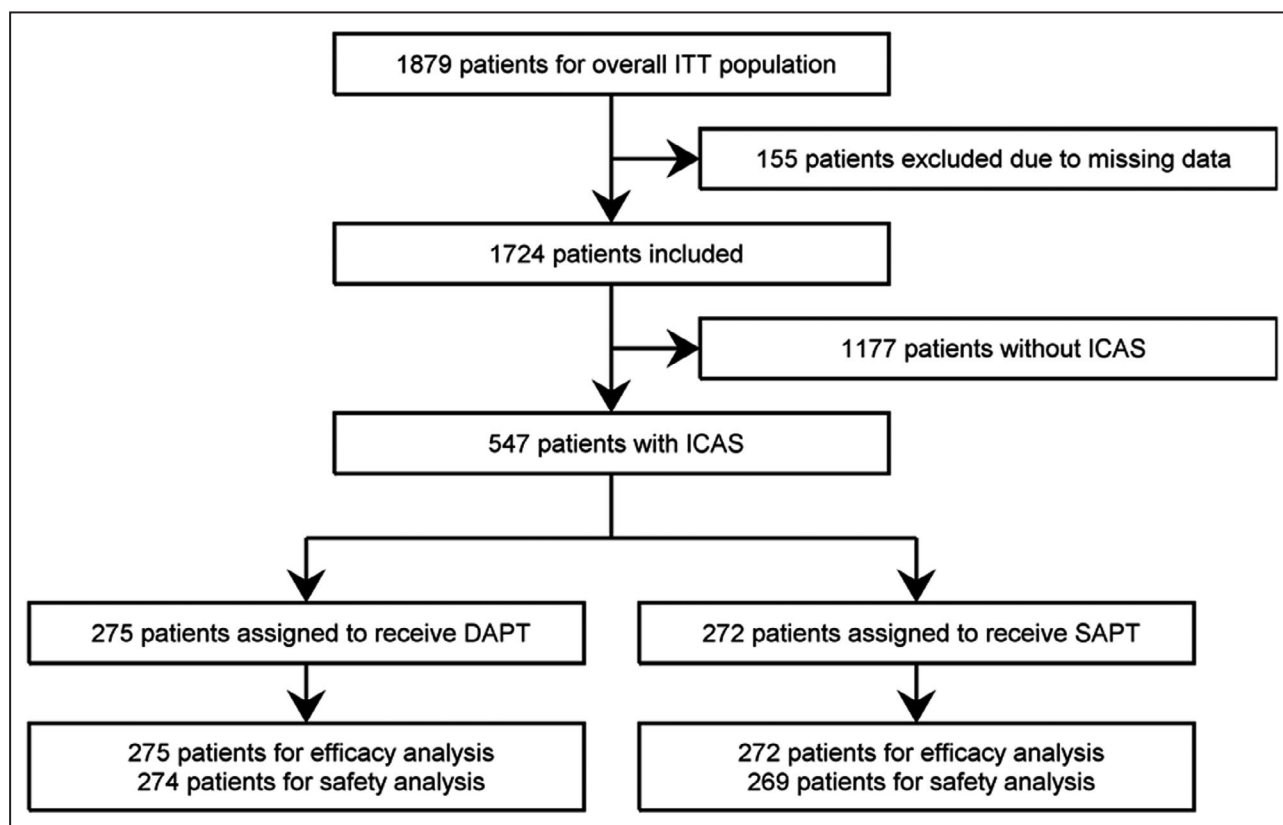 1879 patients for overall ITT population
155 patients excluded due to missing data
1724 patients included
1177 patients without ICAS
547 patients with ICAS
275 patients assigned to receive DAPT
272 patients assigned to receive SAPT
275 patients for efficacy analysis
274 patients for safety analysis
272 patients for efficacy analysis
269 patients for safety analysis